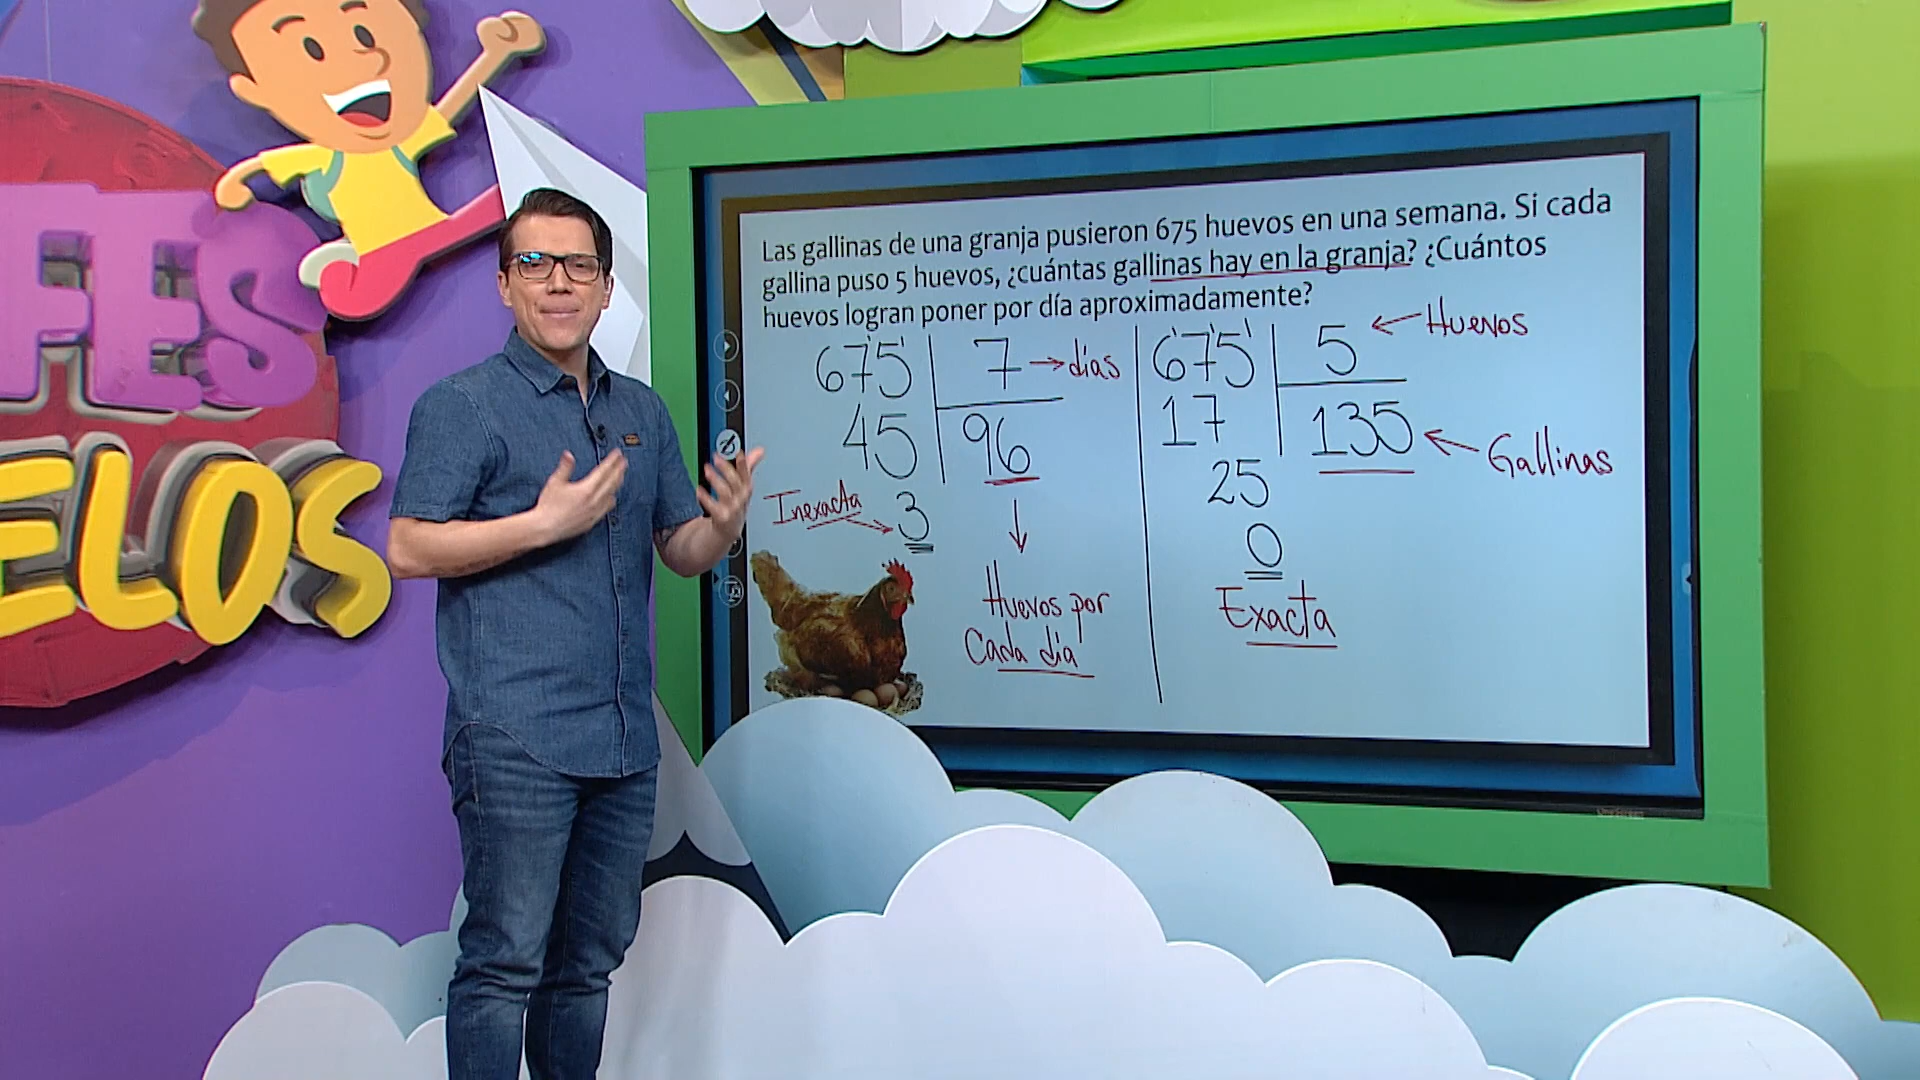 FES
ELOS
Las gallinas de una granja pusieron 675 huevos en una semana. Si cada
gallina puso 5 huevos, ¿cuántas gallinas hay en la granja? ¿Cuántos
huevos logran poner por día aproximadamente?
675 7 → días
45 96
Inexacta → 3
↓
Huevos por
Cada día
675 5 ← Huevos
17 135 ← Gallinas
25
0
Exacta